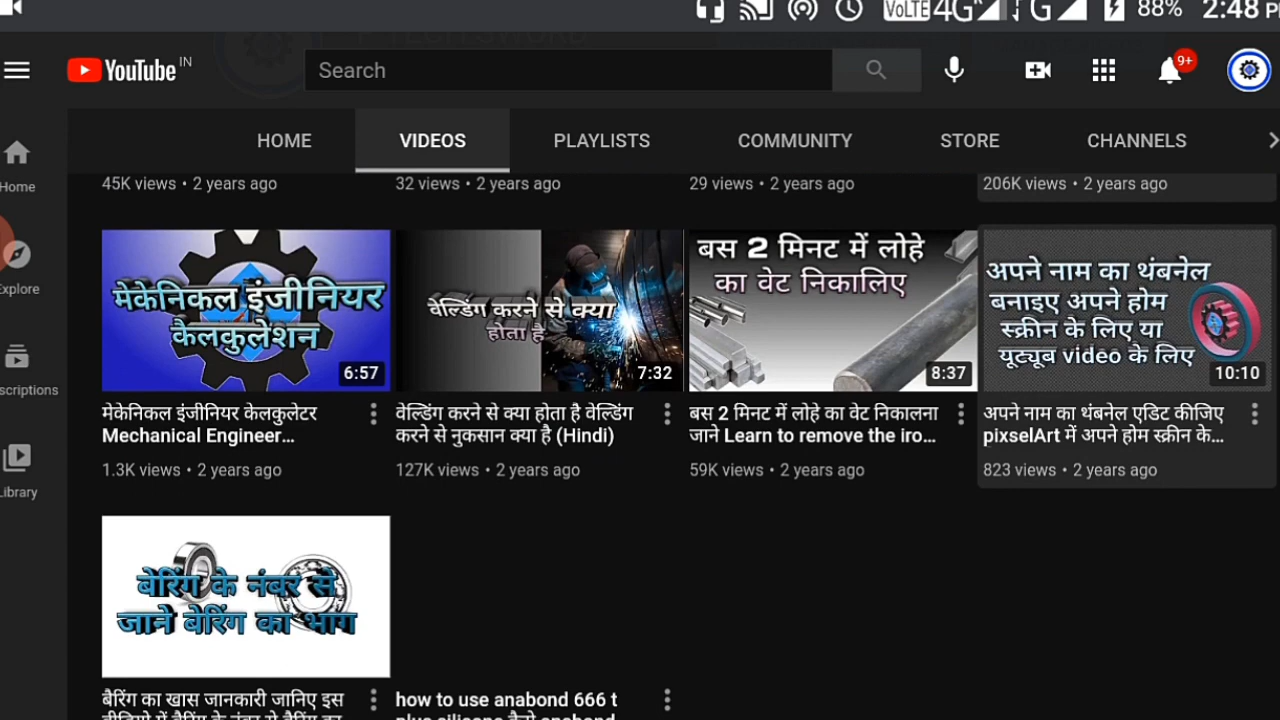 VoLTE 4G G 88% 2:48
YouTube IN
Search
9+
HOME VIDEOS PLAYLISTS COMMUNITY STORE CHANNELS
Home
Explore
scriptions
Library
45K views • 2 years ago
32 views • 2 years ago
29 views • 2 years ago
206K views • 2 years ago
मेकेनिकल इंजीनियर
कैलकुलेशन
6:57
मेकेनिकल इंजीनियर केलकुलेटर
Mechanical Engineer...
1.3K views • 2 years ago
वेल्डिंग करने से क्या
होता है
7:32
वेल्डिंग करने से क्या होता है वेल्डिंग
करने से नुकसान क्या है (Hindi)
127K views • 2 years ago
बस 2 मिनट में लोहे
का वेट निकालिए
8:37
बस 2 मिनट में लोहे का वेट निकालना
जाने Learn to remove the iro...
59K views • 2 years ago
अपने नाम का थंबनेल
बनाइए अपने होम
स्क्रीन के लिए या
यूट्यूब video के लिए
10:10
अपने नाम का थंबनेल एडिट कीजिए
pixselArt में अपने होम स्क्रीन के...
823 views • 2 years ago
बेरिंग के नंबर से
जाने बेरिंग का भाग
बैरिंग का खास जानकारी जानिए इस
how to use anabond 666 t